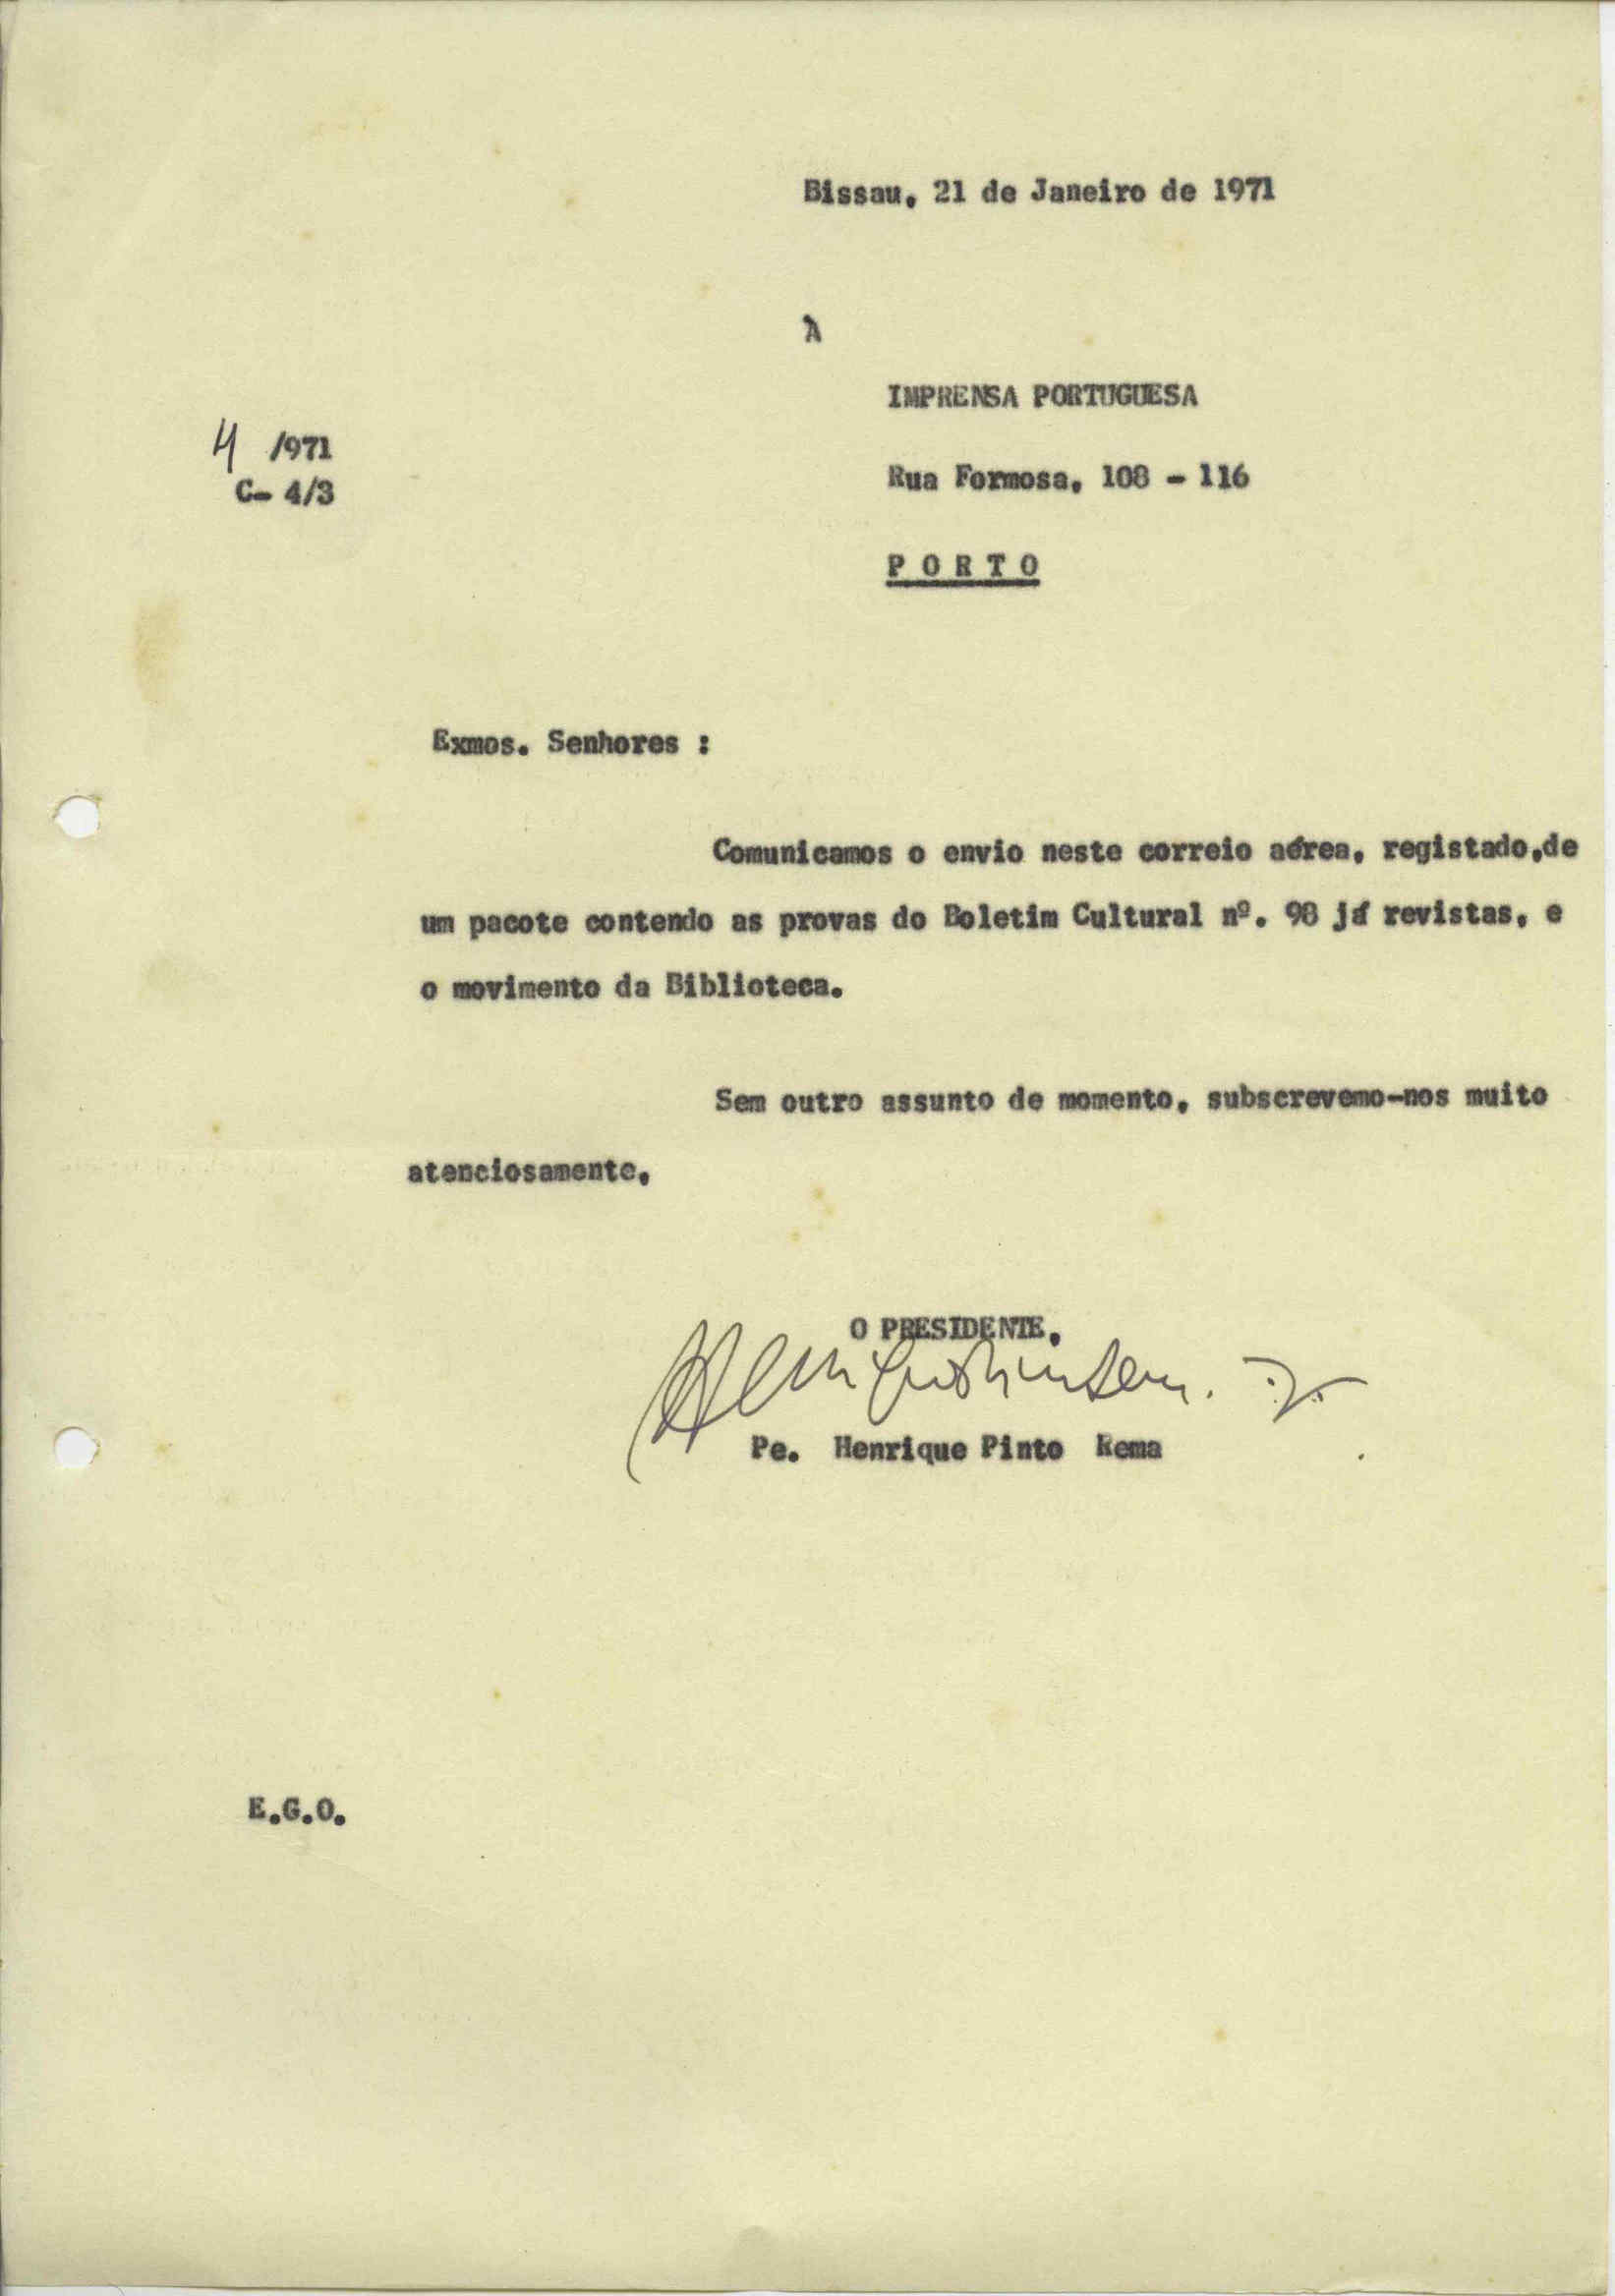 Bissau, 21 de Janeiro de 1971
À
IMPRENSA PORTUGUESA
4 /971
Rua Formosa, 108 - 116
C- 4/3
PORTO
Exmos. Senhores :
Comunicamos o envio neste correio aérea, registado,de
um pacote contendo as provas do Boletim Cultural nº. 98 já revistas, e
o movimento da Biblioteca.
Sem outro assunto de momento, subscrevemo-nos muito
atenciosamente,
O PRESIDENTE,
Pe. Henrique Pinto Rema
E.G.O.